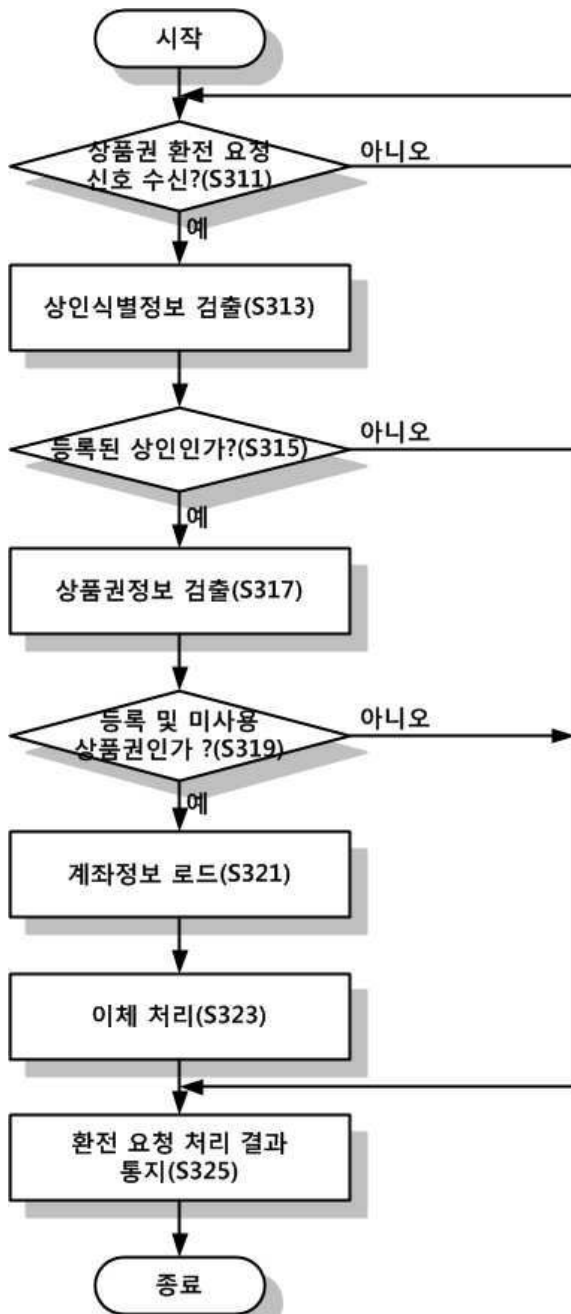 시작
상품권 환전 요청
신호 수신?(S311)
아니오
예
상인식별정보 검출(S313)
등록된 상인인가?(S315)
아니오
예
상품권정보 검출(S317)
등록 및 미사용
상품권인가 ?(S319)
아니오
예
계좌정보 로드(S321)
이체 처리(S323)
환전 요청 처리 결과
통지(S325)
종료